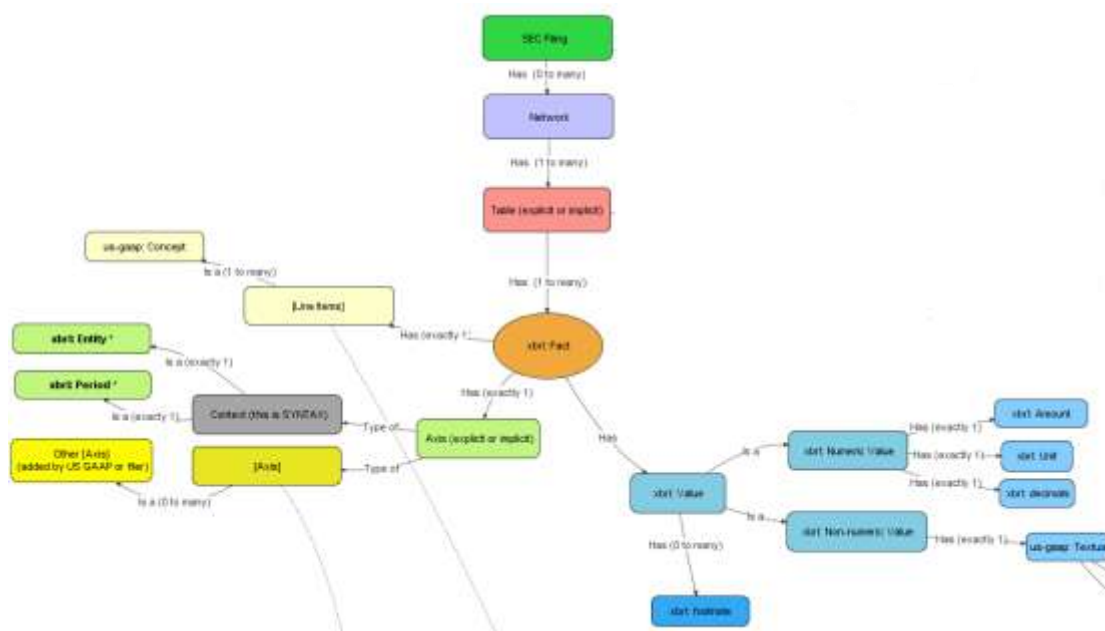 SEC Filing
Has (0 to many)
Network
Has (1 to many)
Table (explicit or implicit)
Has (1 to many)
us-gaap: Concept
Is a (1 to many)
[Line Items]
Has (exactly 1)
xbrl: Fact
xbrl: Entity *
Is a (exactly 1)
xbrl: Period *
Is a (exactly 1)
Context (this is SYNTAX)
Type of
Has (exactly 1)
Axis (explicit or implicit)
Other [Axis]
(added by US GAAP or filer)
[Axis]
Type of
Is a (0 to many)
Has
xbrl: Value
Is a
xbrl: Numeric Value
Has (exactly 1)
xbrl: Amount
Has (exactly 1)
xbrl: Unit
Has (exactly 1)
xbrl: decimals
Is a
xbrl: Non-numeric Value
Has (exactly 1)
us-gaap: Textua
Has (0 to many)
xbrl: footnote